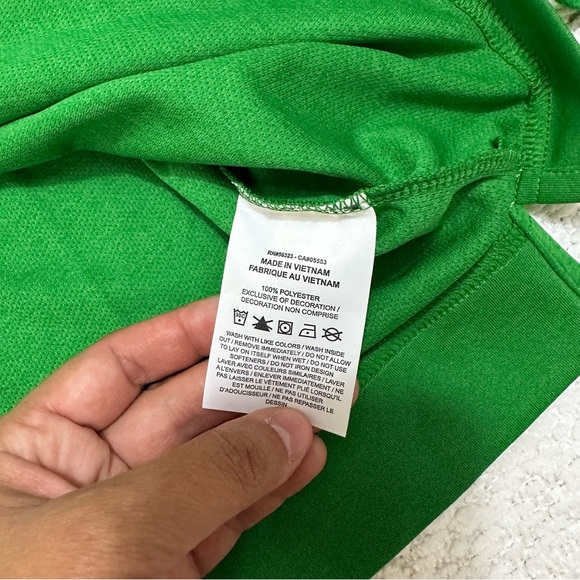 RN#56323 - CA#05553
MADE IN VIETNAM
FABRIQUE AU VIETNAM
100% POLYESTER
EXCLUSIVE OF DECORATION /
DECORATION NON COMPRISE
WASH WITH LIKE COLORS / WASH INSIDE
OUT / REMOVE IMMEDIATELY / DO NOT ALLOW
TO LAY ON ITSELF WHEN WET / DO NOT USE
SOFTENERS / DO NOT IRON DESIGN
LAVER AVEC COULEURS SIMILAIRES / LAVER
À L'ENVERS / ENLEVER IMMÉDIATEMENT / NE
PAS LAISSER LE VÊTEMENT PLIÉ LORSQU'IL
EST MOUILLÉ / NE PAS UTILISER
D'ADOUCISSEUR / NE PAS REPASSER LE
DESSIN